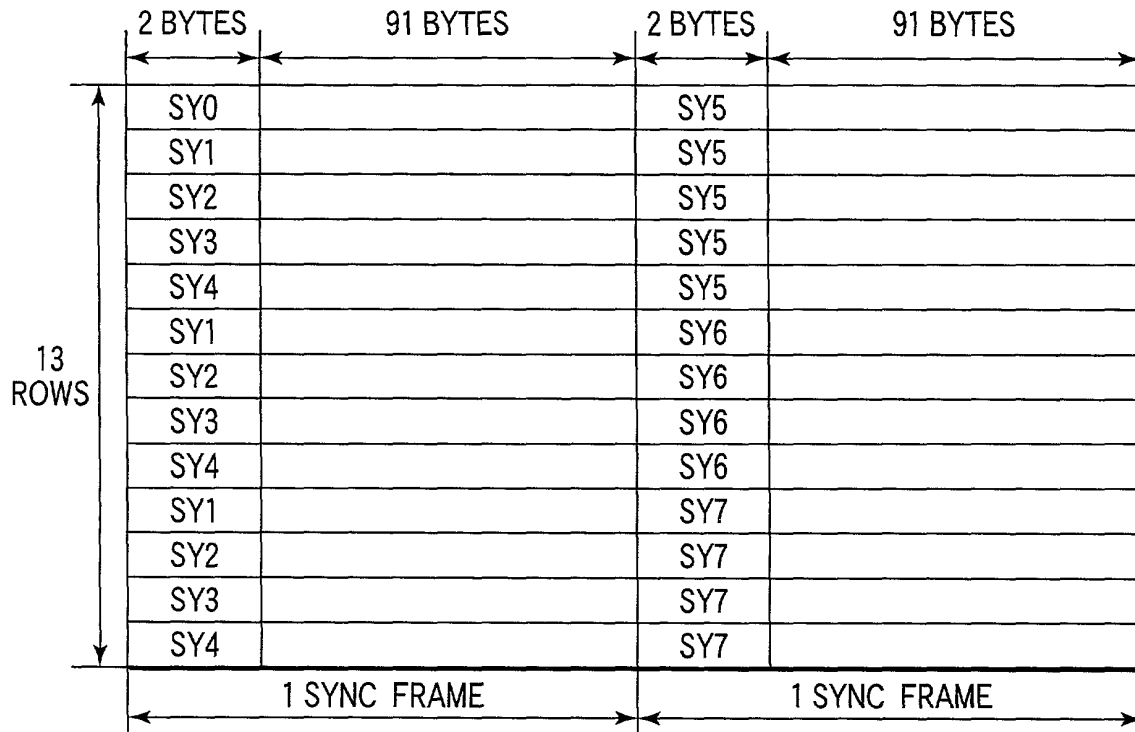 2 BYTES 91 BYTES 2 BYTES 91 BYTES
SY0 SY5
SY1 SY5
SY2 SY5
SY3 SY5
SY4 SY5
SY1 SY6
13
ROWS
SY2 SY6
SY3 SY6
SY4 SY6
SY1 SY7
SY2 SY7
SY3 SY7
SY4 SY7
1 SYNC FRAME 1 SYNC FRAME